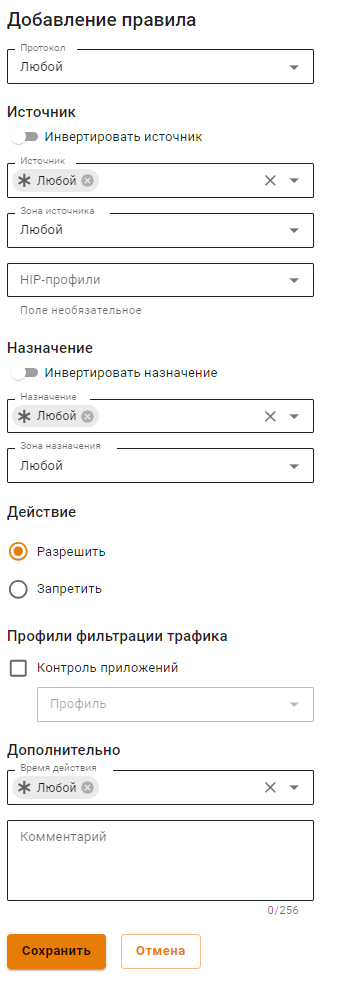 Добавление правила
Протокол
Любой
Источник
Инвертировать источник
Источник
Любой
Зона источника
Любой
HIP-профили
Поле необязательное
Назначение
Инвертировать назначение
Назначение
Любой
Зона назначения
Любой
Действие
Разрешить
Запретить
Профили фильтрации трафика
Контроль приложений
Профиль
Дополнительно
Время действия
Любой
Комментарий
0/256
Сохранить Отмена